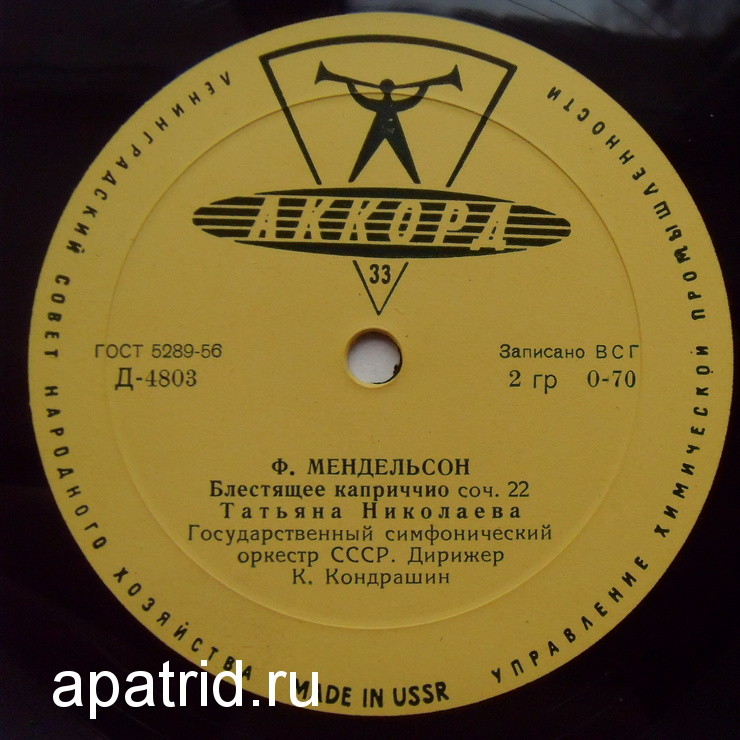 ЛЕНИНГРАДСКИЙ СОВЕТ НАРОДНОГО ХОЗЯЙСТВА
УПРАВЛЕНИЕ ХИМИЧЕСКОЙ ПРОМЫШЛЕННОСТИ
АККОРД
33
ГОСТ 5289-56
Д-4803
Записано ВСГ
2 гр 0-70
Ф. МЕНДЕЛЬСОН
Блестящее каприччио соч. 22
Татьяна Николаева
Государственный симфонический
оркестр СССР. Дирижер
К. Кондрашин
MADE IN USSR
apatrid.ru